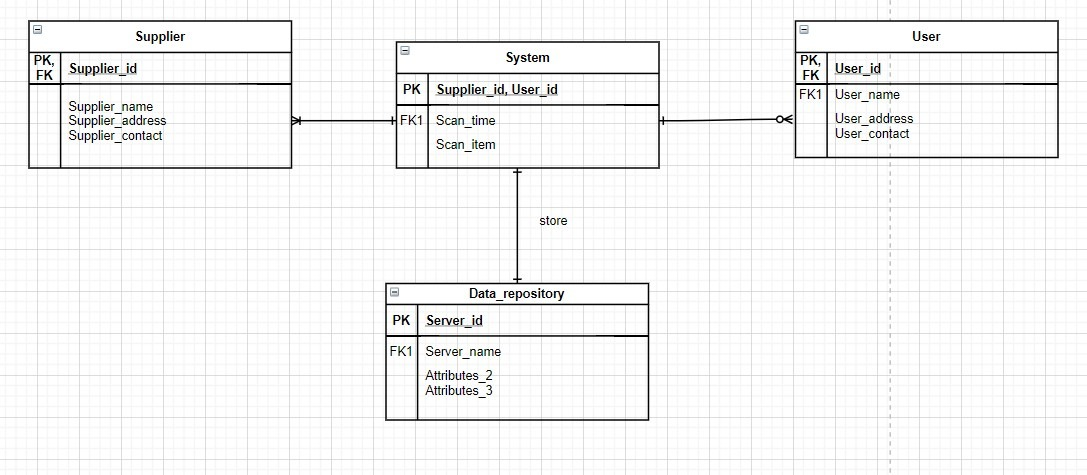 Supplier
PK, FK
Supplier_id
Supplier_name
Supplier_address
Supplier_contact
System
PK
Supplier_id, User_id
FK1
Scan_time
Scan_item
User
PK, FK
User_id
FK1
User_name
User_address
User_contact
store
Data_repository
PK
Server_id
FK1
Server_name
Attributes_2
Attributes_3